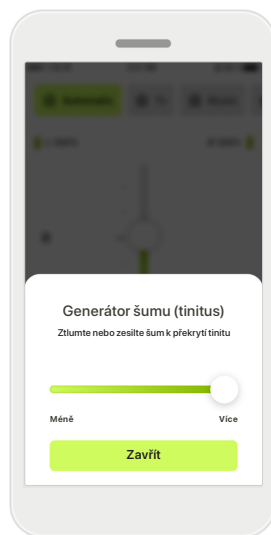 Generátor šumu (tinitus)
Ztlumte nebo zesilte šum k překrytí tinitu
Méně
Více
Zavřít